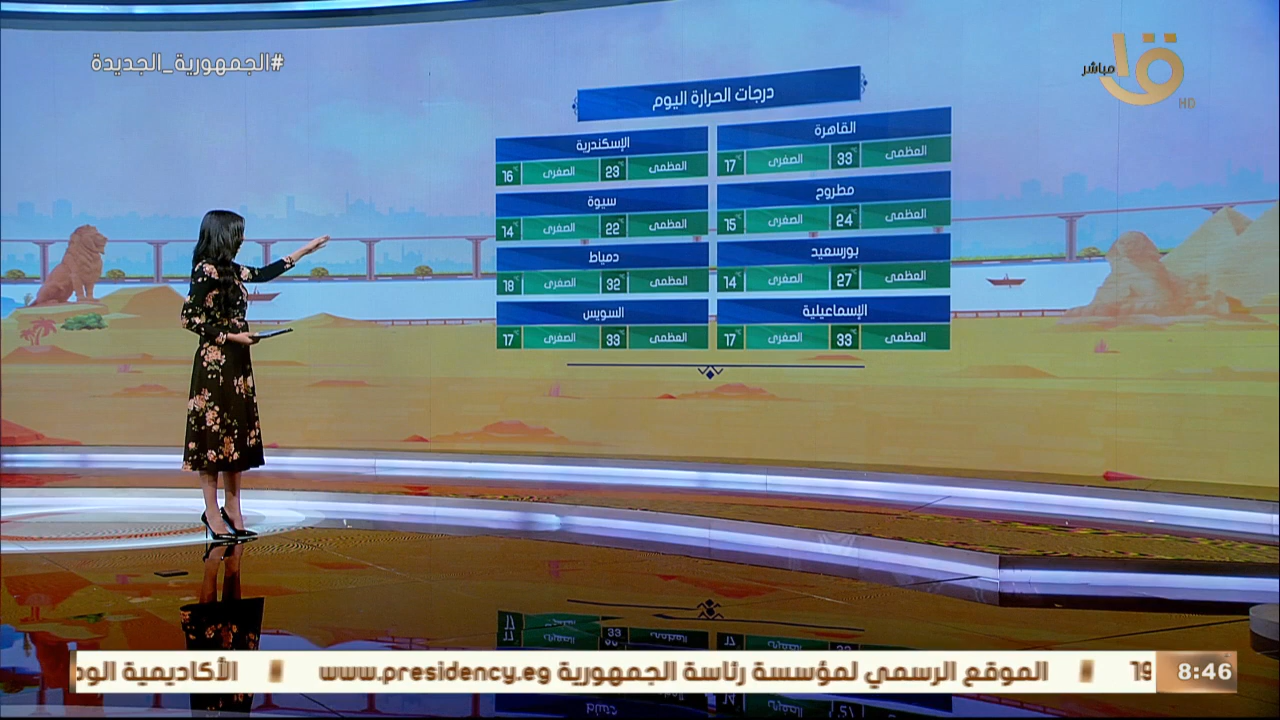 #الجمهورية_الجديدة
مباشر
HD
درجات الحرارة اليوم
القاهرة
العظمى 33 الصغرى 17
الإسكندرية
العظمى 23 الصغرى 16
مطروح
العظمى 24 الصغرى 15
سيوة
العظمى 22 الصغرى 14
بورسعيد
العظمى 27 الصغرى 14
دمياط
العظمى 32 الصغرى 18
الإسماعيلية
العظمى 33 الصغرى 17
السويس
العظمى 33 الصغرى 17
8:46
الموقع الرسمي لمؤسسة رئاسة الجمهورية www.presidency.eg
الأكاديمية